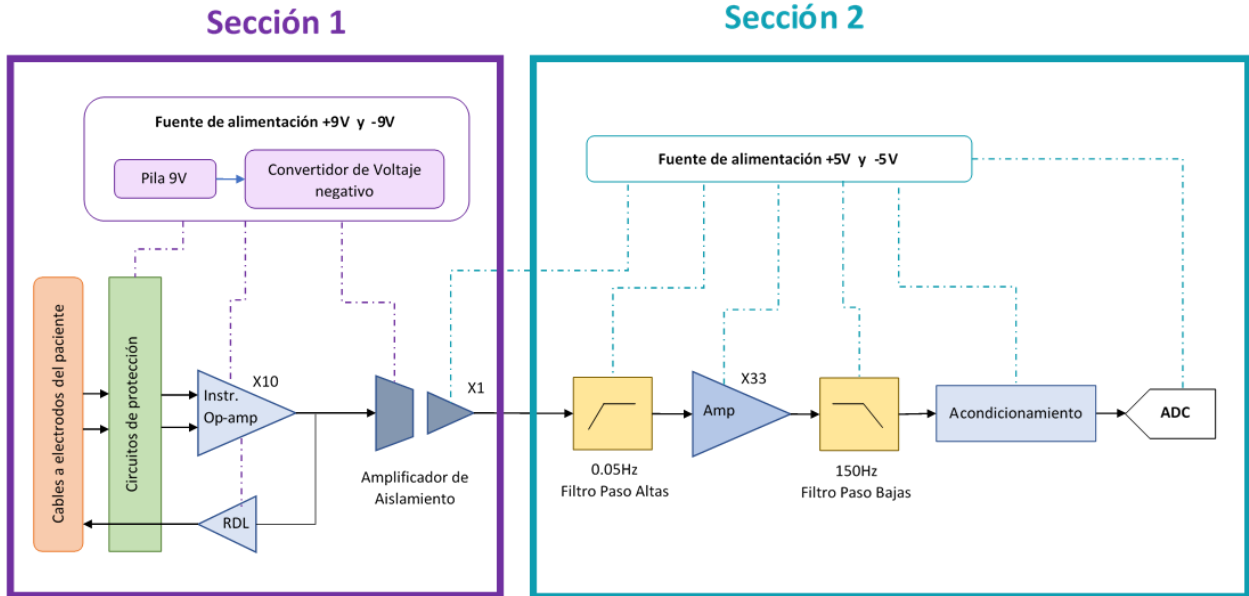 Sección 1
Sección 2
Fuente de alimentación +9V y -9V
Pila 9V
Convertidor de Voltaje
negativo
Fuente de alimentación +5V y -5V
Cables a electrodos del paciente
Circuitos de protección
X10
Instr.
Op-amp
RDL
X1
Amplificador de
Aislamiento
0.05Hz
Filtro Paso Altas
X33
Amp
150Hz
Filtro Paso Bajas
Acondicionamiento
ADC